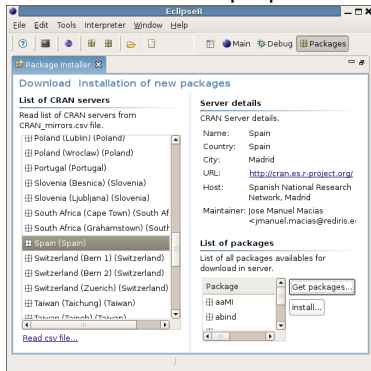 EclipseR
File Edit Tools Interpreter Window Help
Main Debug Packages
Package Installer
Download Installation of new packages
List of CRAN servers
Read list of CRAN servers from
CRAN_mirrors.csv file.
Poland (Lublin) (Poland)
Poland (Wroclaw) (Poland)
Portugal (Portugal)
Slovenia (Besnica) (Slovenia)
Slovenia (Ljubljana) (Slovenia)
South Africa (Cape Town) (South Af
South Africa (Grahamstown) (South
Spain (Spain)
Switzerland (Bern 1) (Switzerland)
Switzerland (Bern 2) (Switzerland)
Switzerland (Zuerich) (Switzerland)
Taiwan (Taichung) (Taiwan)
Taiwan (Taipeh) (Taiwan)
Read csv file...
Server details
CRAN Server details.
Name: Spain
Country: Spain
City: Madrid
URL: http://cran.es.r-project.org/
Host: Spanish National Research
Network, Madrid
Maintainer: Jose Manuel Macias
<jmanuel.macias@rediris.es
List of packages
List of all packages availables for
download in server.
Package
aaMI
abind
Get packages...
Install...